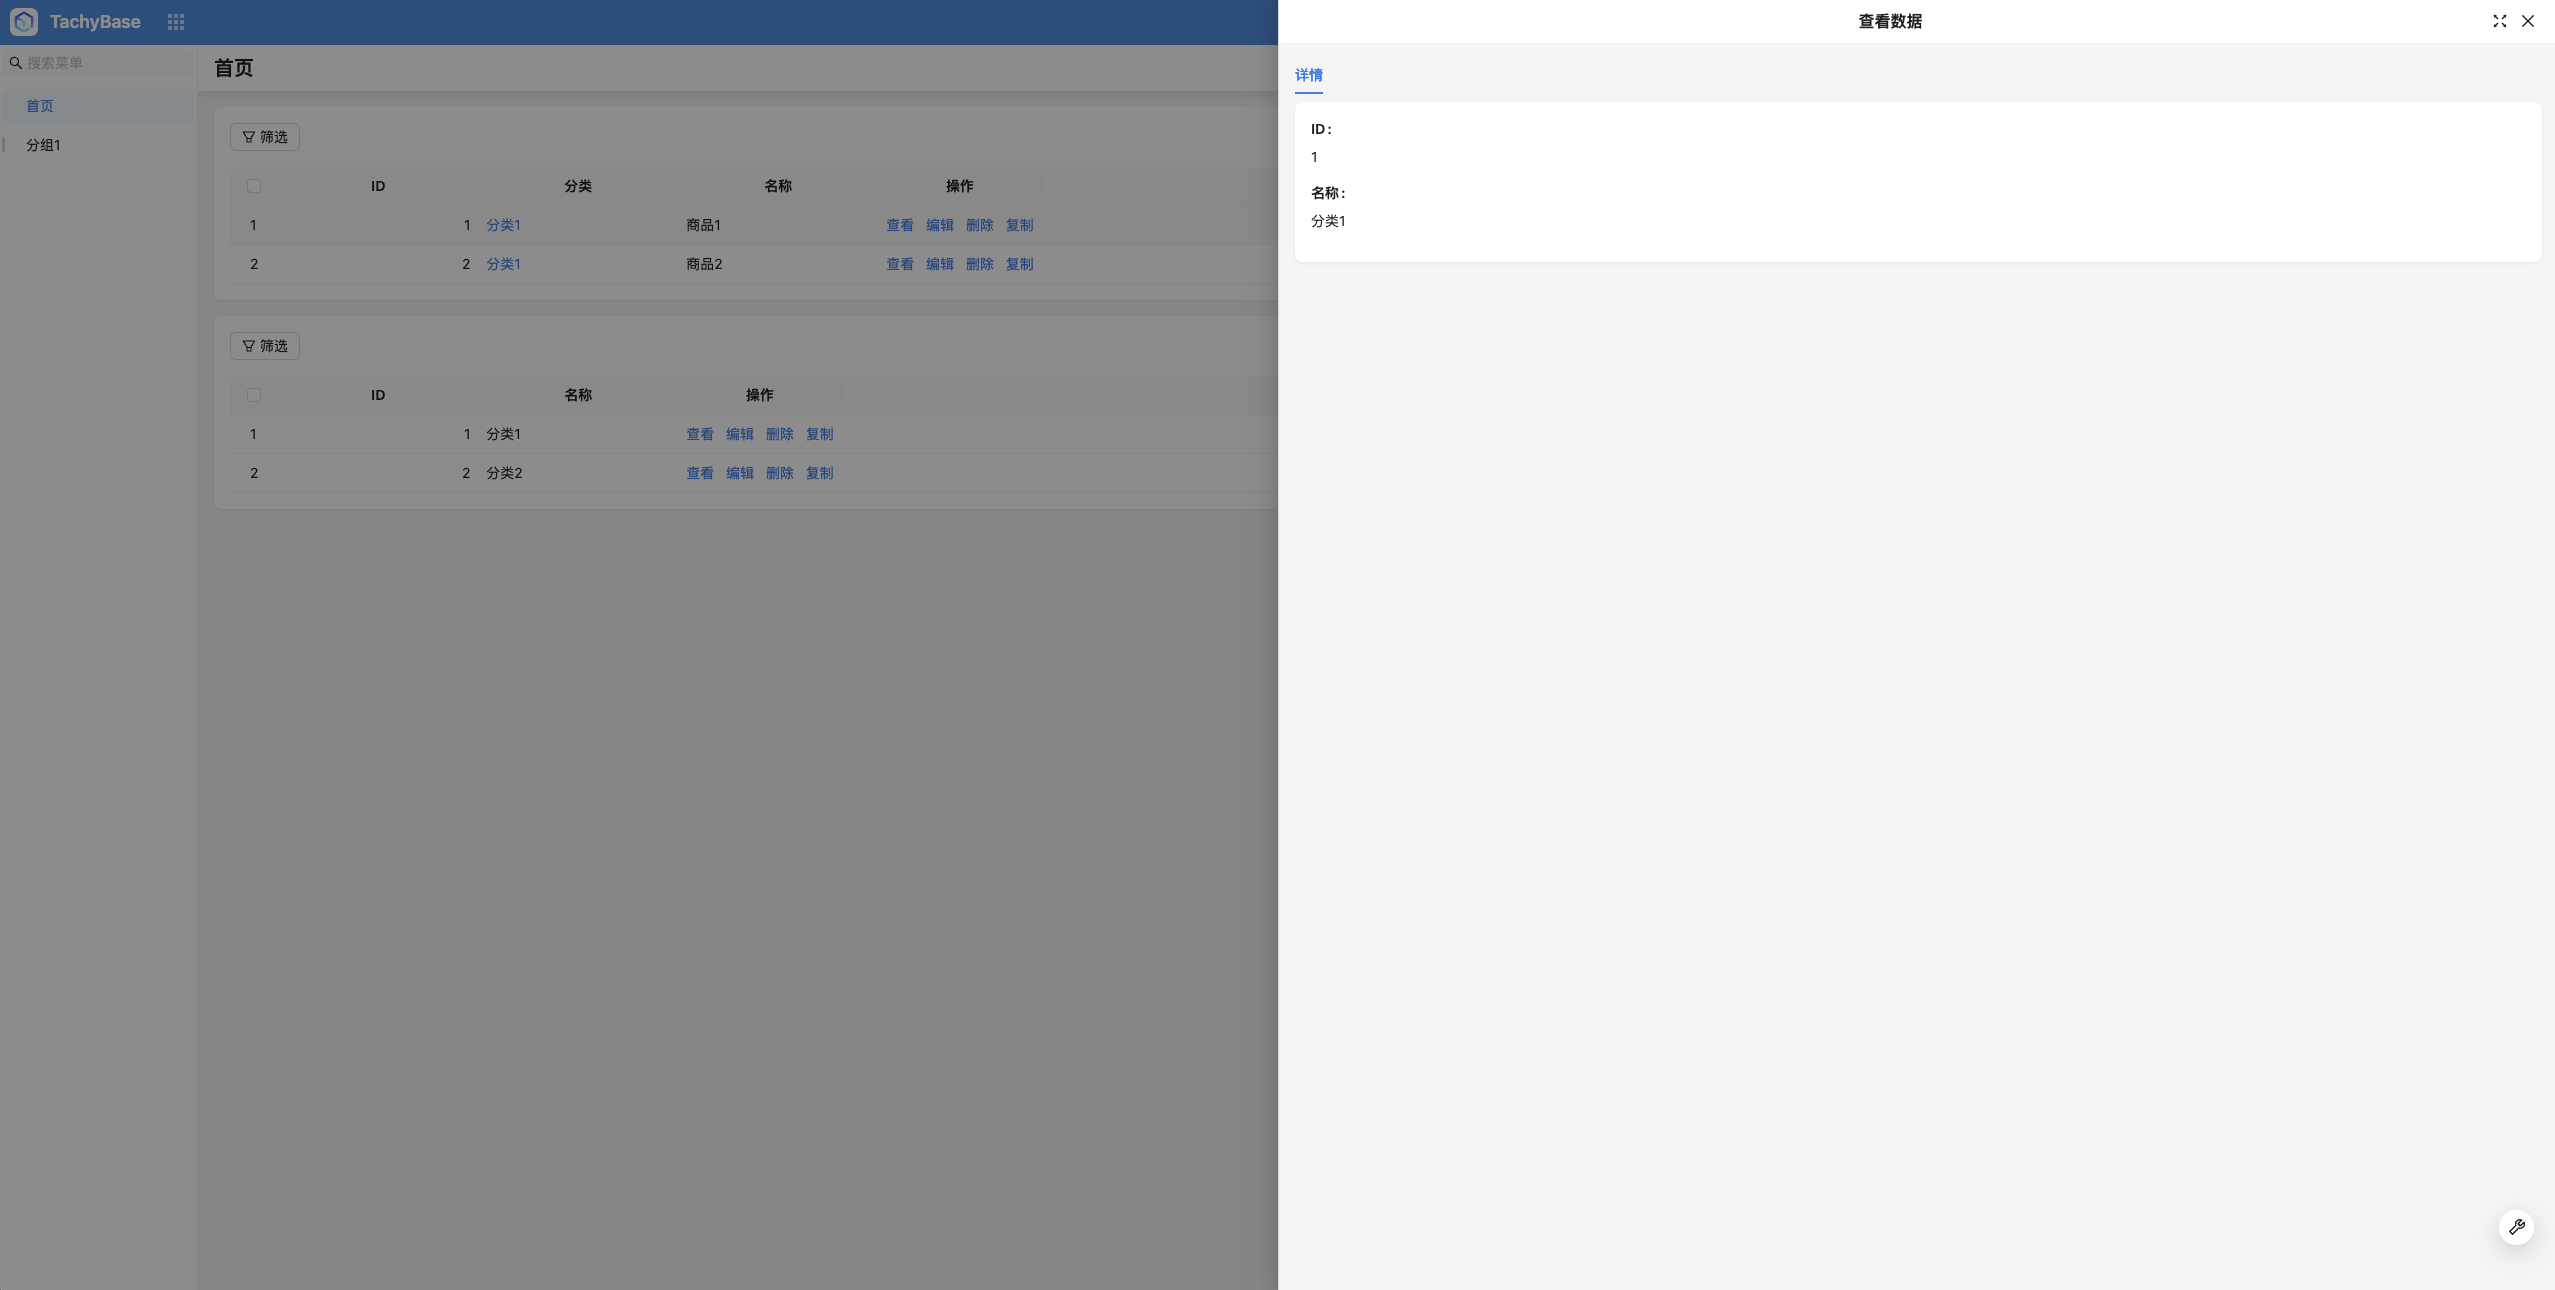 TachyBase
搜索菜单
首页
分组1
首页
筛选
ID 分类 名称 操作
1 1 分类1 商品1 查看 编辑 删除 复制
2 2 分类1 商品2 查看 编辑 删除 复制
筛选
ID 名称 操作
1 1 分类1 查看 编辑 删除 复制
2 2 分类2 查看 编辑 删除 复制
查看数据
详情
ID：
1
名称：
分类1